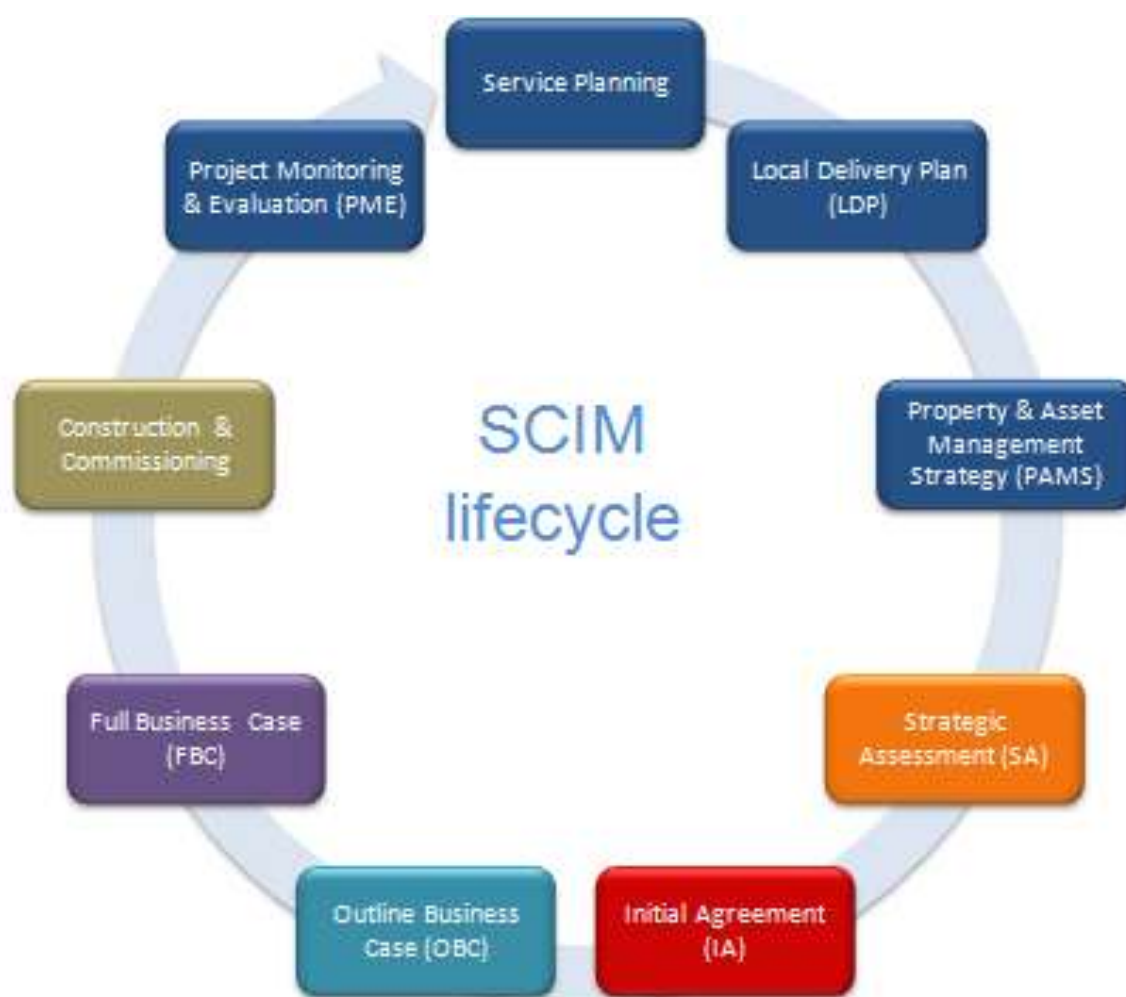 Service Planning
Local Delivery Plan
(LDP)
Property & Asset
Management
Strategy (PAMS)
Strategic
Assessment (SA)
Initial Agreement
(IA)
Outline Business
Case (OBC)
Full Business Case
(FBC)
Construction &
Commissioning
Project Monitoring
& Evaluation (PME)
SCIM
lifecycle